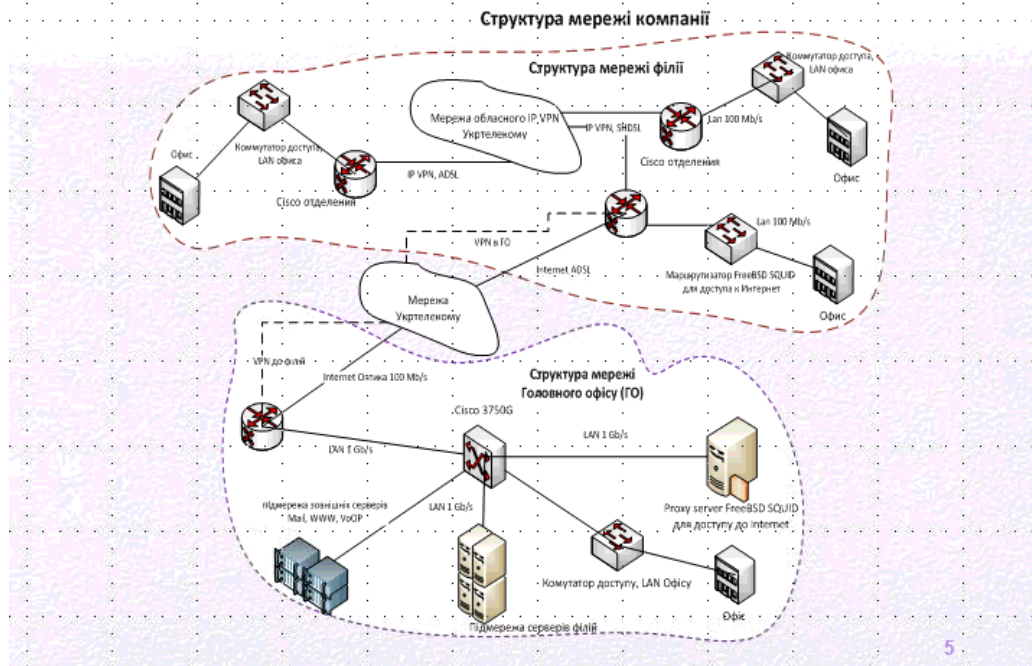 Структура мережі компанії
Структура мережі філії
Коммутатор доступа,
LAN офиса
Мережа обласного IP VPN
Укртелекому
IP VPN, SHDSL
Lan 100 Mb/s
Cisco отделения
Офис
Офис
Коммутатор доступа,
LAN офиса
Cisco отделения
IP VPN, ADSL
VPN в ГО
Internet ADSL
Lan 100 Mb/s
Маршрутизатор FreeBSD SQUID
для доступа к Интернет
Офис
Мережа
Укртелекому
VPN до філій
Internet Оптика 100 Mb/s
Структура мережі
Головного офісу (ГО)
Cisco 3750G
LAN 1 Gb/s
LAN 1 Gb/s
LAN 1 Gb/s
підмережа зовнішніх серверів
Mail, WWW, VoOP
Proxy server FreeBSD SQUID
для доступу до Internet
Комутатор доступу, LAN Офісу
Офіс
Підмережа серверів філій
5